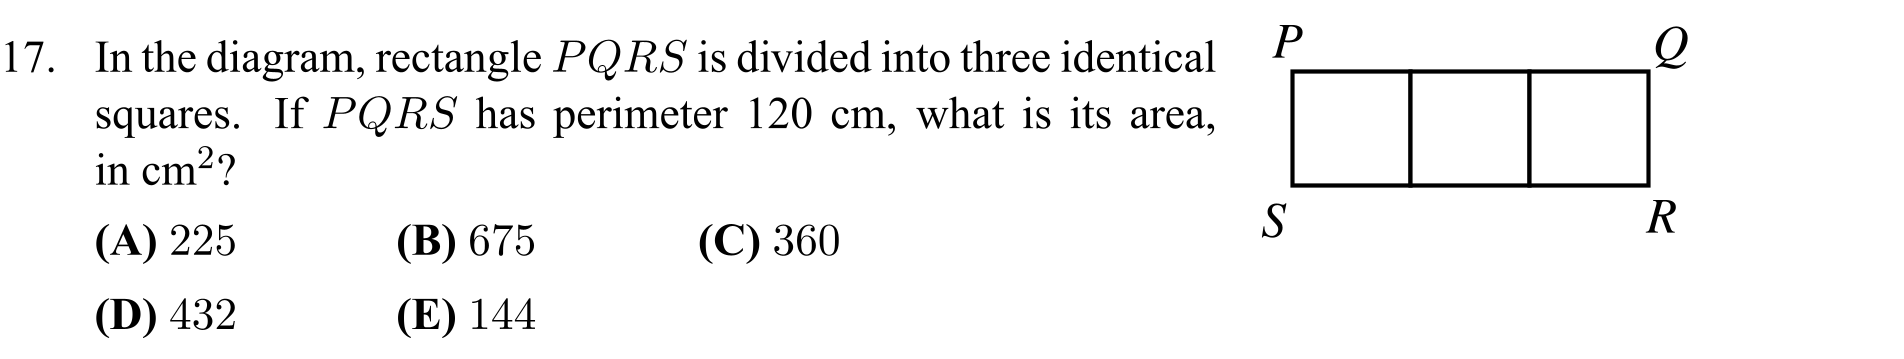 17. In the diagram, rectangle PQRS is divided into three identical
squares. If PQRS has perimeter 120 cm, what is its area,
in cm²?
(A) 225 (B) 675 (C) 360
(D) 432 (E) 144
P Q
S R